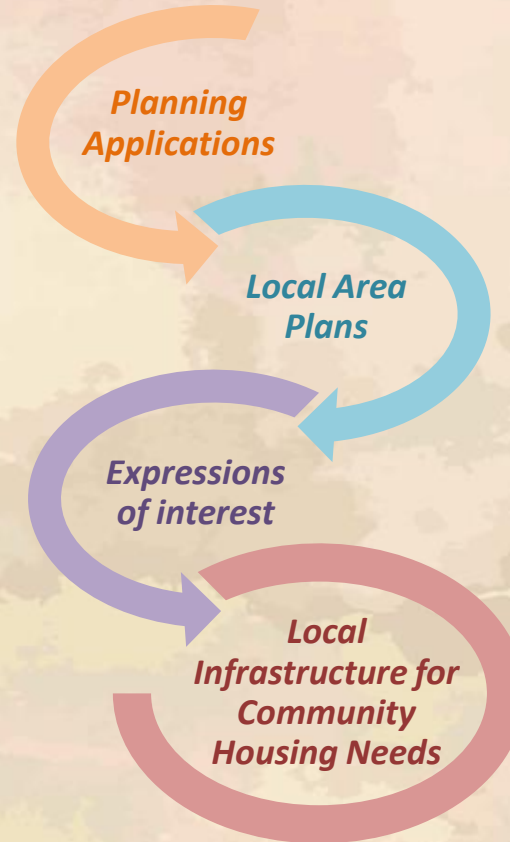 Planning
Applications
Local Area
Plans
Expressions
of interest
Local
Infrastructure for
Community
Housing Needs